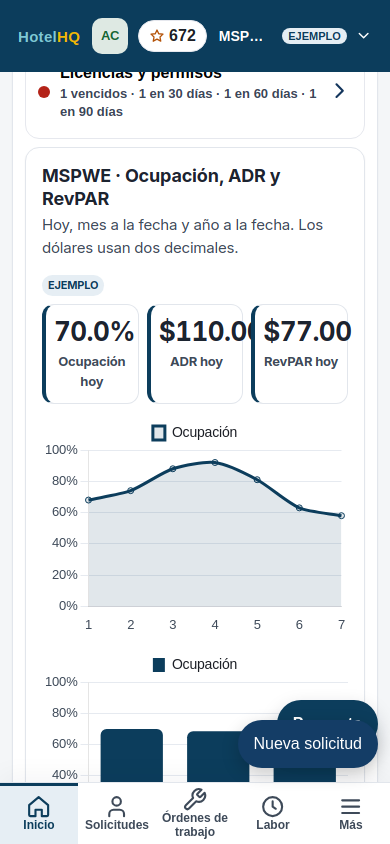 HotelHQ AC 672 MSP... EJEMPLO
Licencias y permisos
1 vencidos · 1 en 30 días · 1 en 60 días · 1
en 90 días
MSPWE · Ocupación, ADR y
RevPAR
Hoy, mes a la fecha y año a la fecha. Los
dólares usan dos decimales.
EJEMPLO
70.0% $110.00 $77.00
Ocupación
hoy
ADR hoy
RevPAR hoy
Ocupación
100%
80%
60%
40%
20%
0%
1 2 3 4 5 6 7
Ocupación
100%
80%
60%
40%
Nueva solicitud
Inicio
Solicitudes
Órdenes de
trabajo
Labor
Más